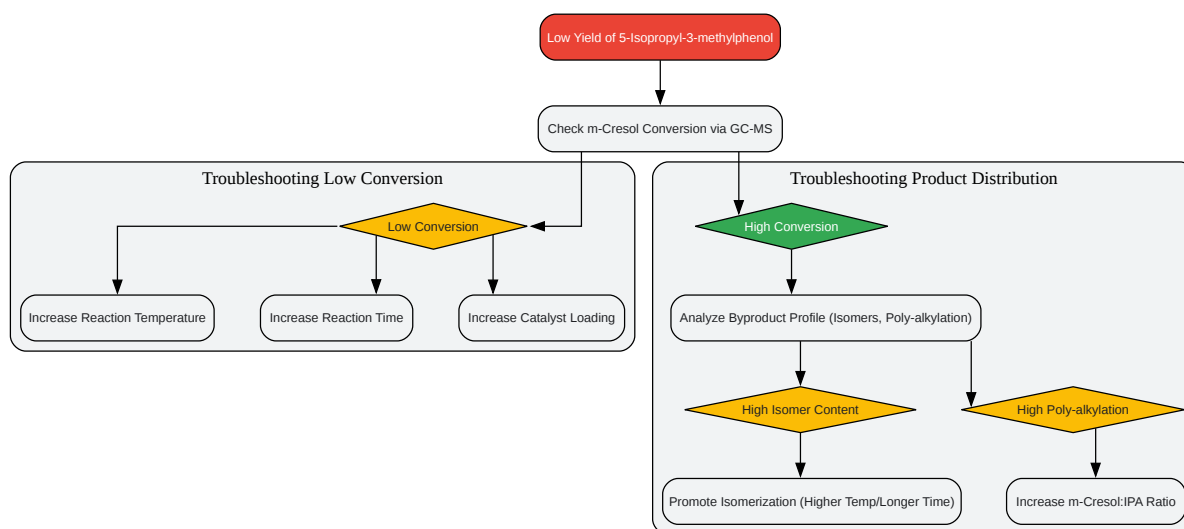 Low Yield of 5-Isopropyl-3-methylphenol
Check m-Cresol Conversion via GC-MS
Troubleshooting Low Conversion
Low Conversion
Increase Reaction Temperature
Increase Reaction Time
Increase Catalyst Loading
Troubleshooting Product Distribution
High Conversion
Analyze Byproduct Profile (Isomers, Poly-alkylation)
High Isomer Content
High Poly-alkylation
Promote Isomerization (Higher Temp/Longer Time)
Increase m-Cresol:IPA Ratio